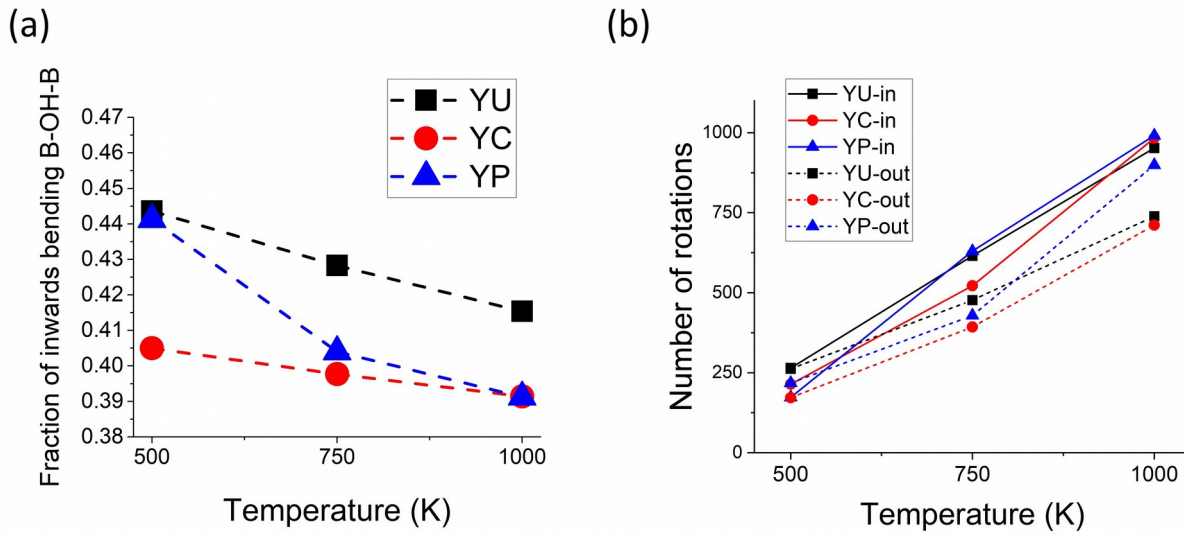 (a)
YU
YC
YP
Fraction of inwards bending B-OH-B
0.47
0.46
0.45
0.44
0.43
0.42
0.41
0.40
0.39
0.38
500
750
1000
Temperature (K)
(b)
YU-in
YC-in
YP-in
YU-out
YC-out
YP-out
Number of rotations
1000
750
500
250
0
500
750
1000
Temperature (K)